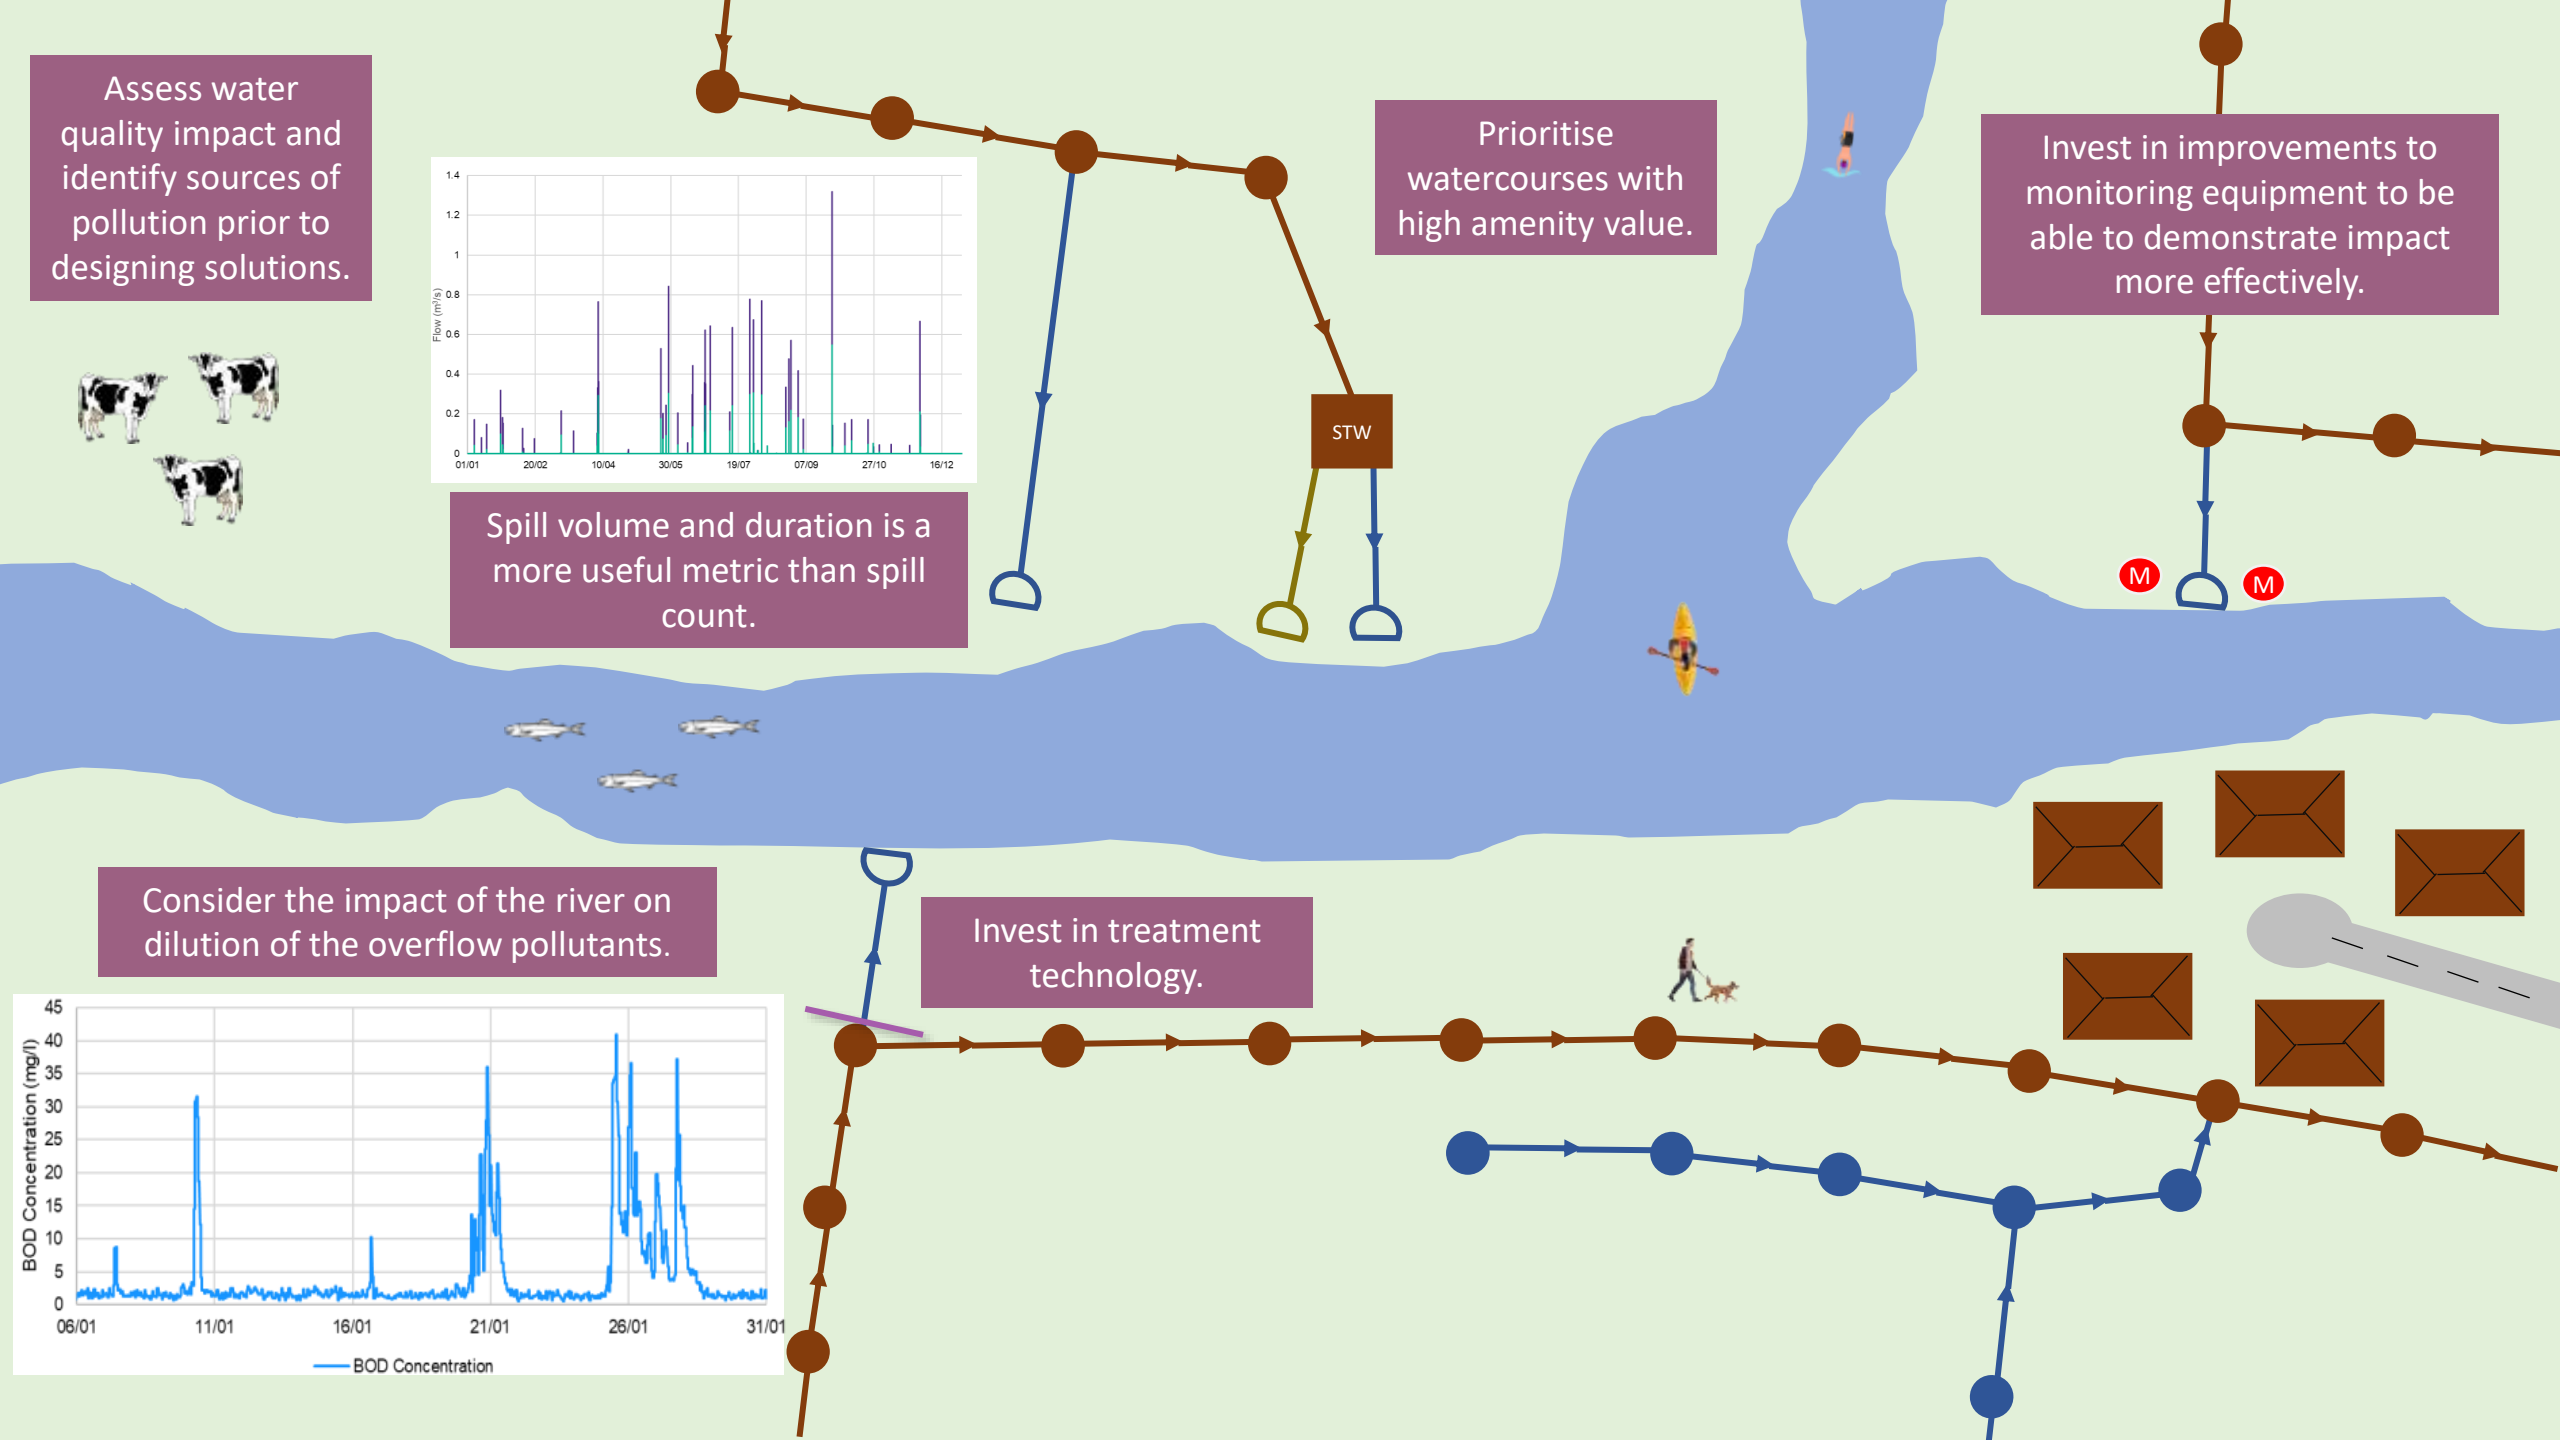 Assess water
quality impact and
identify sources of
pollution prior to
designing solutions.
Flow (m³/s)
1.4
1.2
1
0.8
0.6
0.4
0.2
0
01/01 20/02 10/04 30/05 19/07 07/09 27/10 16/12
Spill volume and duration is a
more useful metric than spill
count.
STW
Prioritise
watercourses with
high amenity value.
Invest in improvements to
monitoring equipment to be
able to demonstrate impact
more effectively.
M
M
Consider the impact of the river on
dilution of the overflow pollutants.
Invest in treatment
technology.
BOD Concentration (mg/l)
45
40
35
30
25
20
15
10
5
0
06/01 11/01 16/01 21/01 26/01 31/01
BOD Concentration